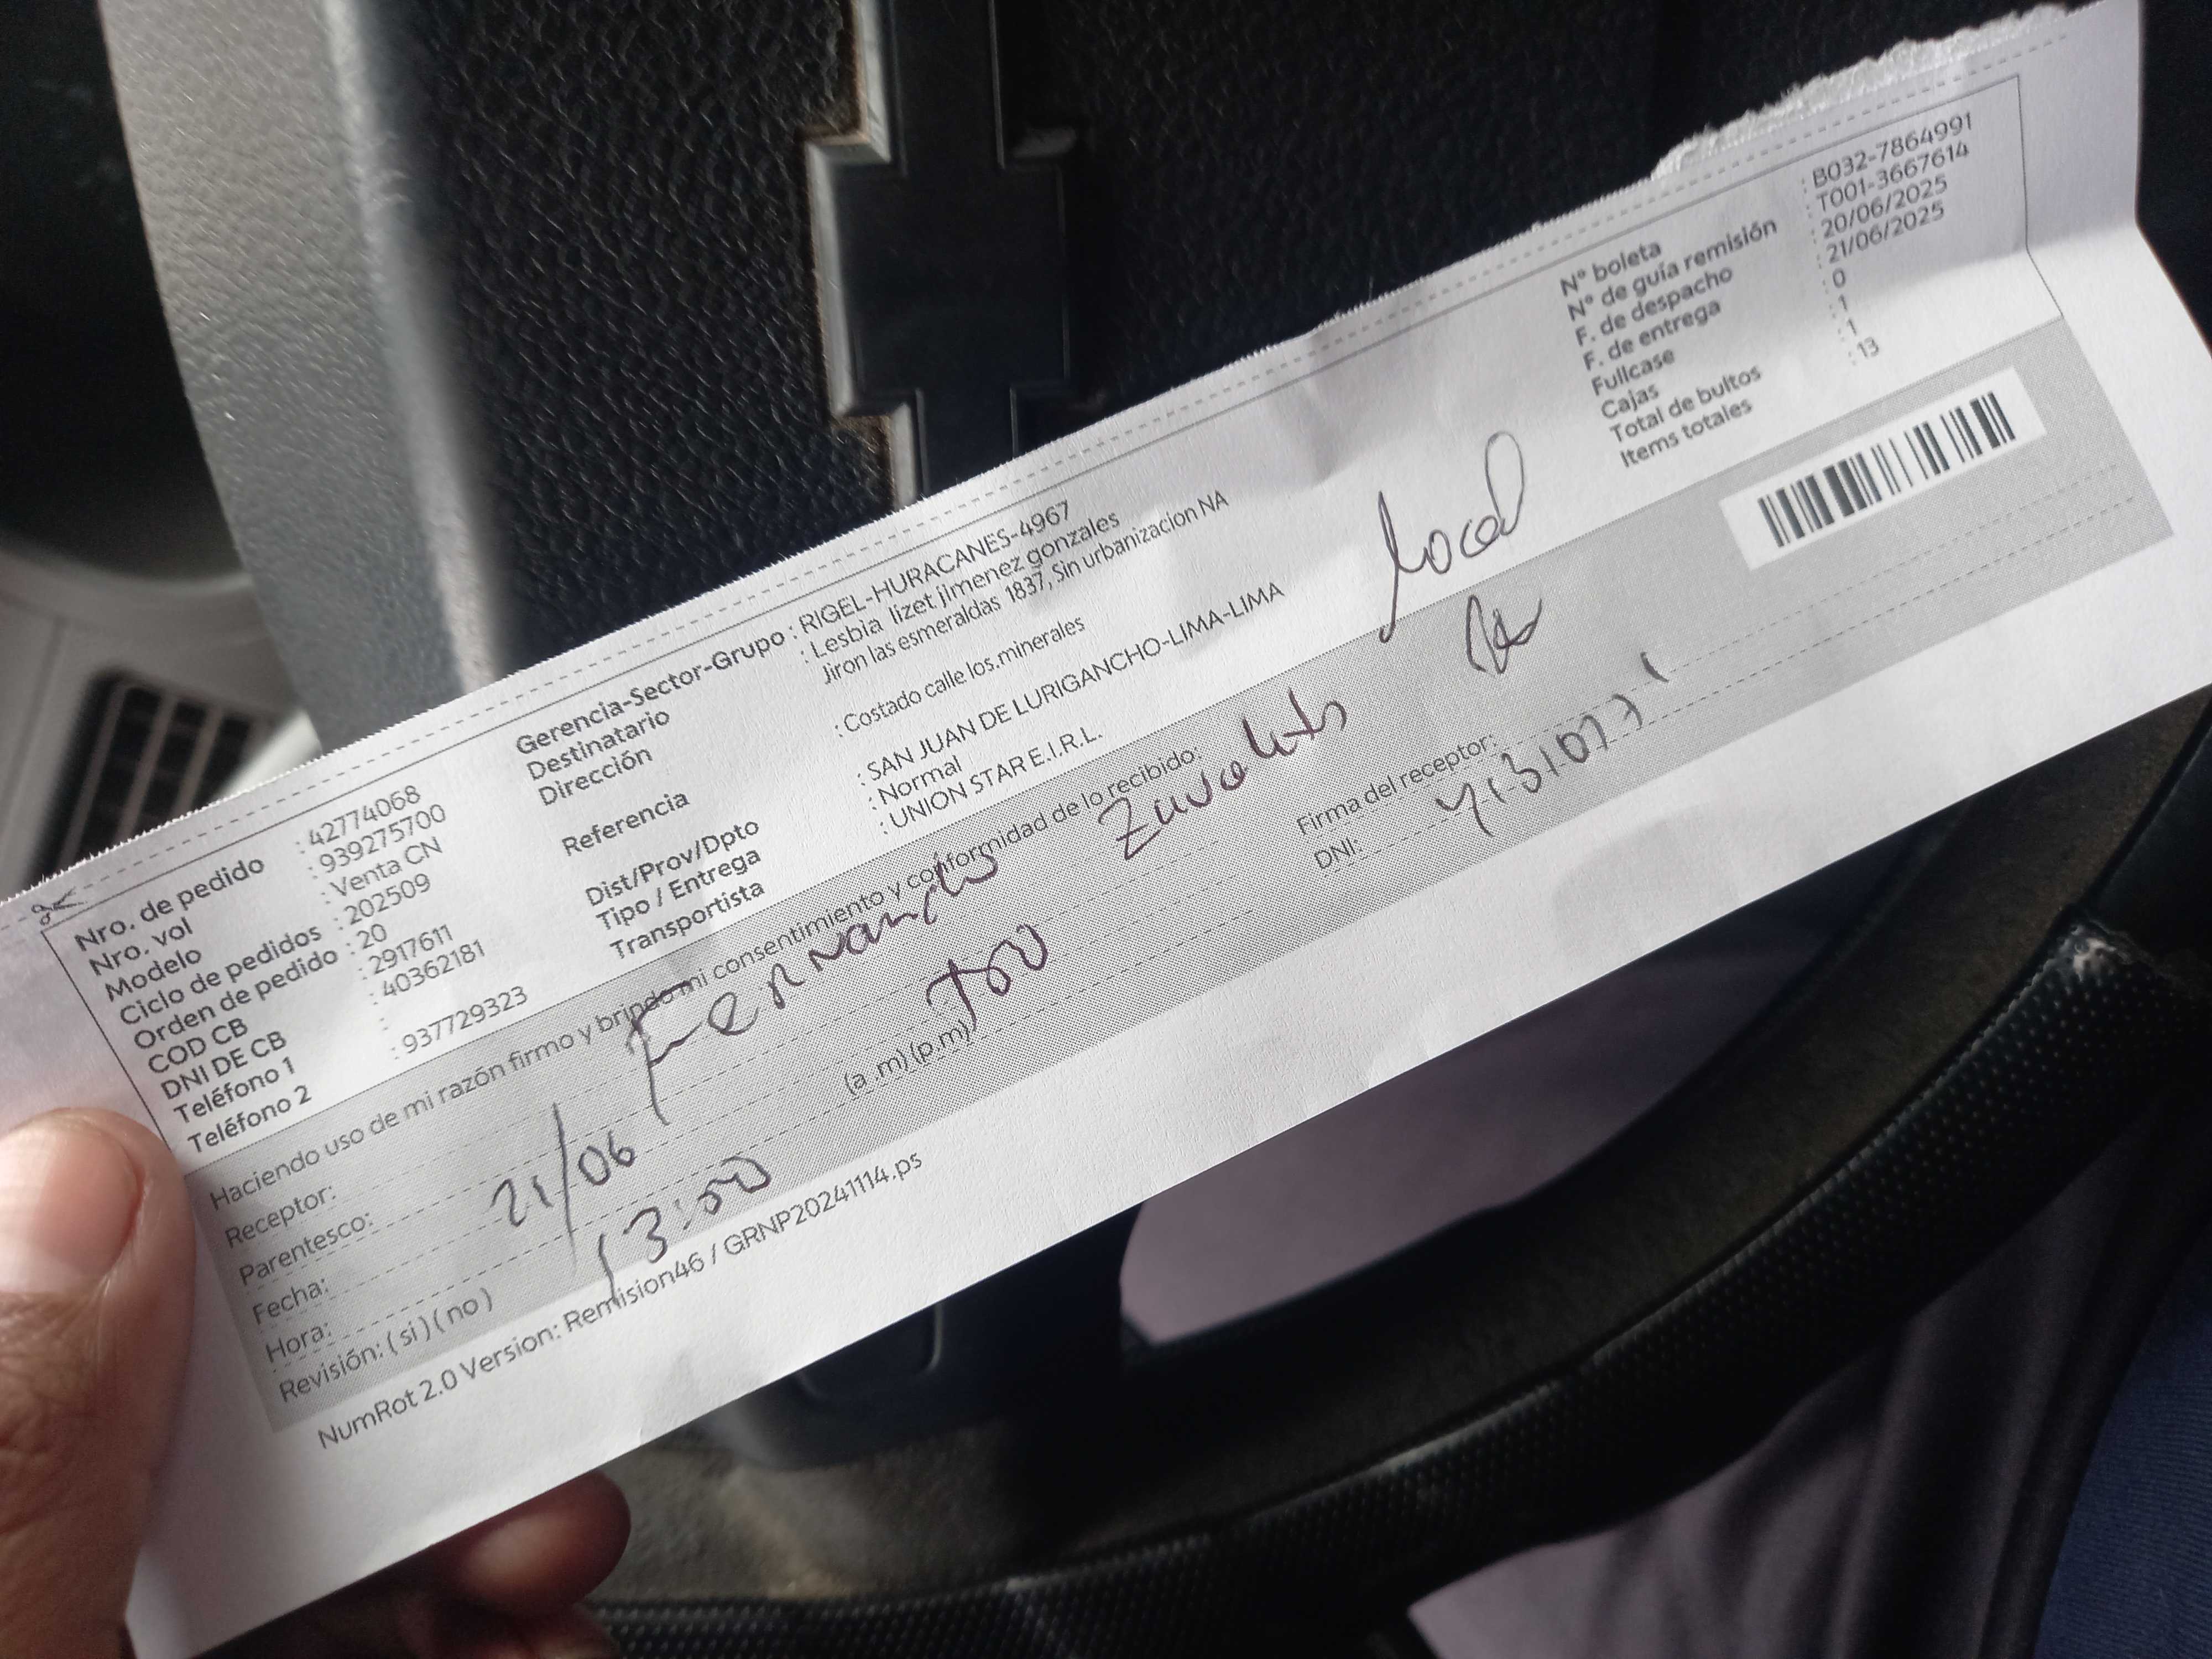 Nro. de pedido : 42774068
Nro. vol : 939275700
Modelo : Venta CN
Ciclo de pedidos : 202509
Orden de pedido : 20
COD CB : 2917611
DNI DE CB : 40362181
Teléfono 1 :
Teléfono 2 : 937729323
Gerencia-Sector-Grupo : RIGEL-HURACANES-4967
Destinatario : Lesbia lizet jimenez gonzales
Dirección Jiron las esmeraldas 1837, Sin urbanizacion NA
Referencia : Costado calle los.minerales
Dist/Prov/Dpto : SAN JUAN DE LURIGANCHO-LIMA-LIMA
Tipo / Entrega : Normal
Transportista : UNION STAR E.I.R.L.
N° boleta : B032-7864991
N° de guía remisión : T001-3667614
F. de despacho : 20/06/2025
F. de entrega : 21/06/2025
Fullcase : 0
Cajas : 1
Total de bultos : 1
Items totales : 13
local
Haciendo uso de mi razón firmo y brindo mi consentimiento y conformidad de lo recibido:
Receptor: Fernando
Parentesco:
Fecha: 21/06
Hora: 13:00 (a .m) (p.m)
Revisión: ( si ) ( no )
Firma del receptor:
DNI:
NumRot 2.0 Version: Remision46 / GRNP20241114.ps